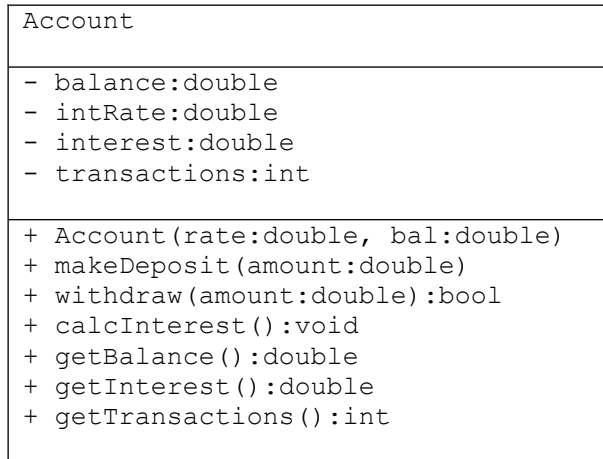 Account
- balance:double
- intRate:double
- interest:double
- transactions:int
+ Account(rate:double, bal:double)
+ makeDeposit(amount:double)
+ withdraw(amount:double):bool
+ calcInterest():void
+ getBalance():double
+ getInterest():double
+ getTransactions():int